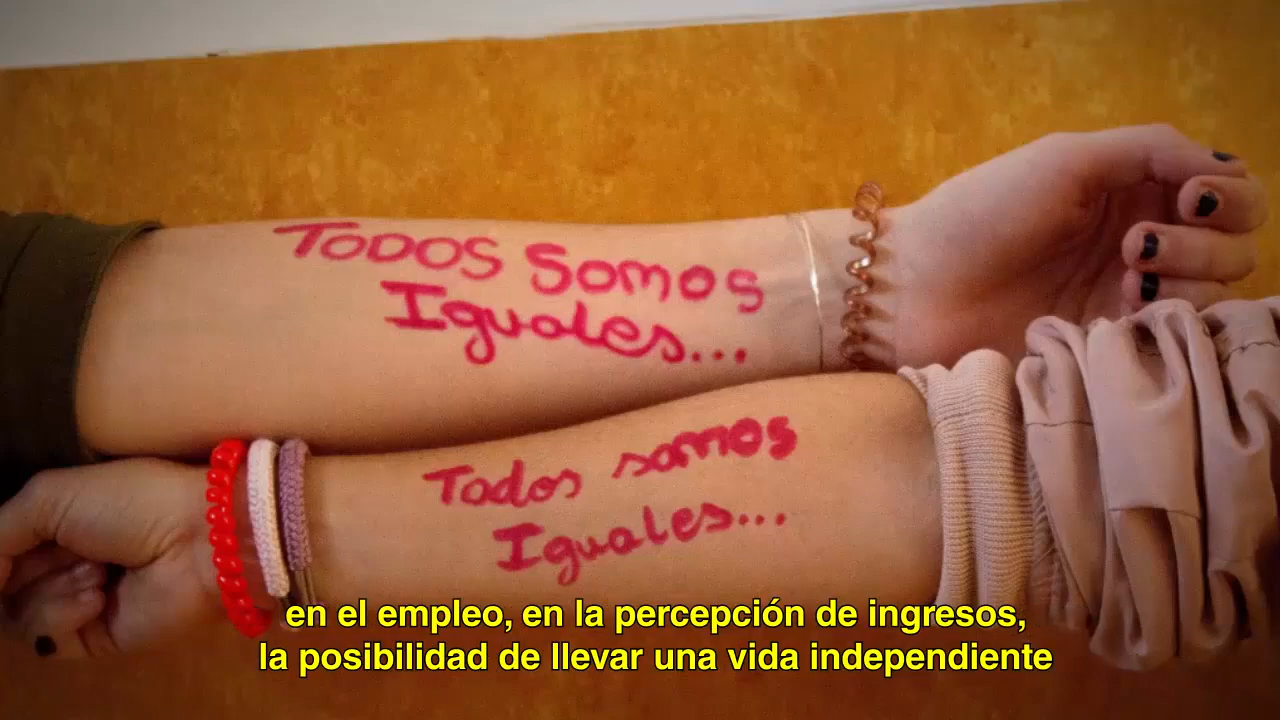 TODOS Somos
Iguales...
Todos somos
Iguales...
en el empleo, en la percepción de ingresos,
la posibilidad de llevar una vida independiente